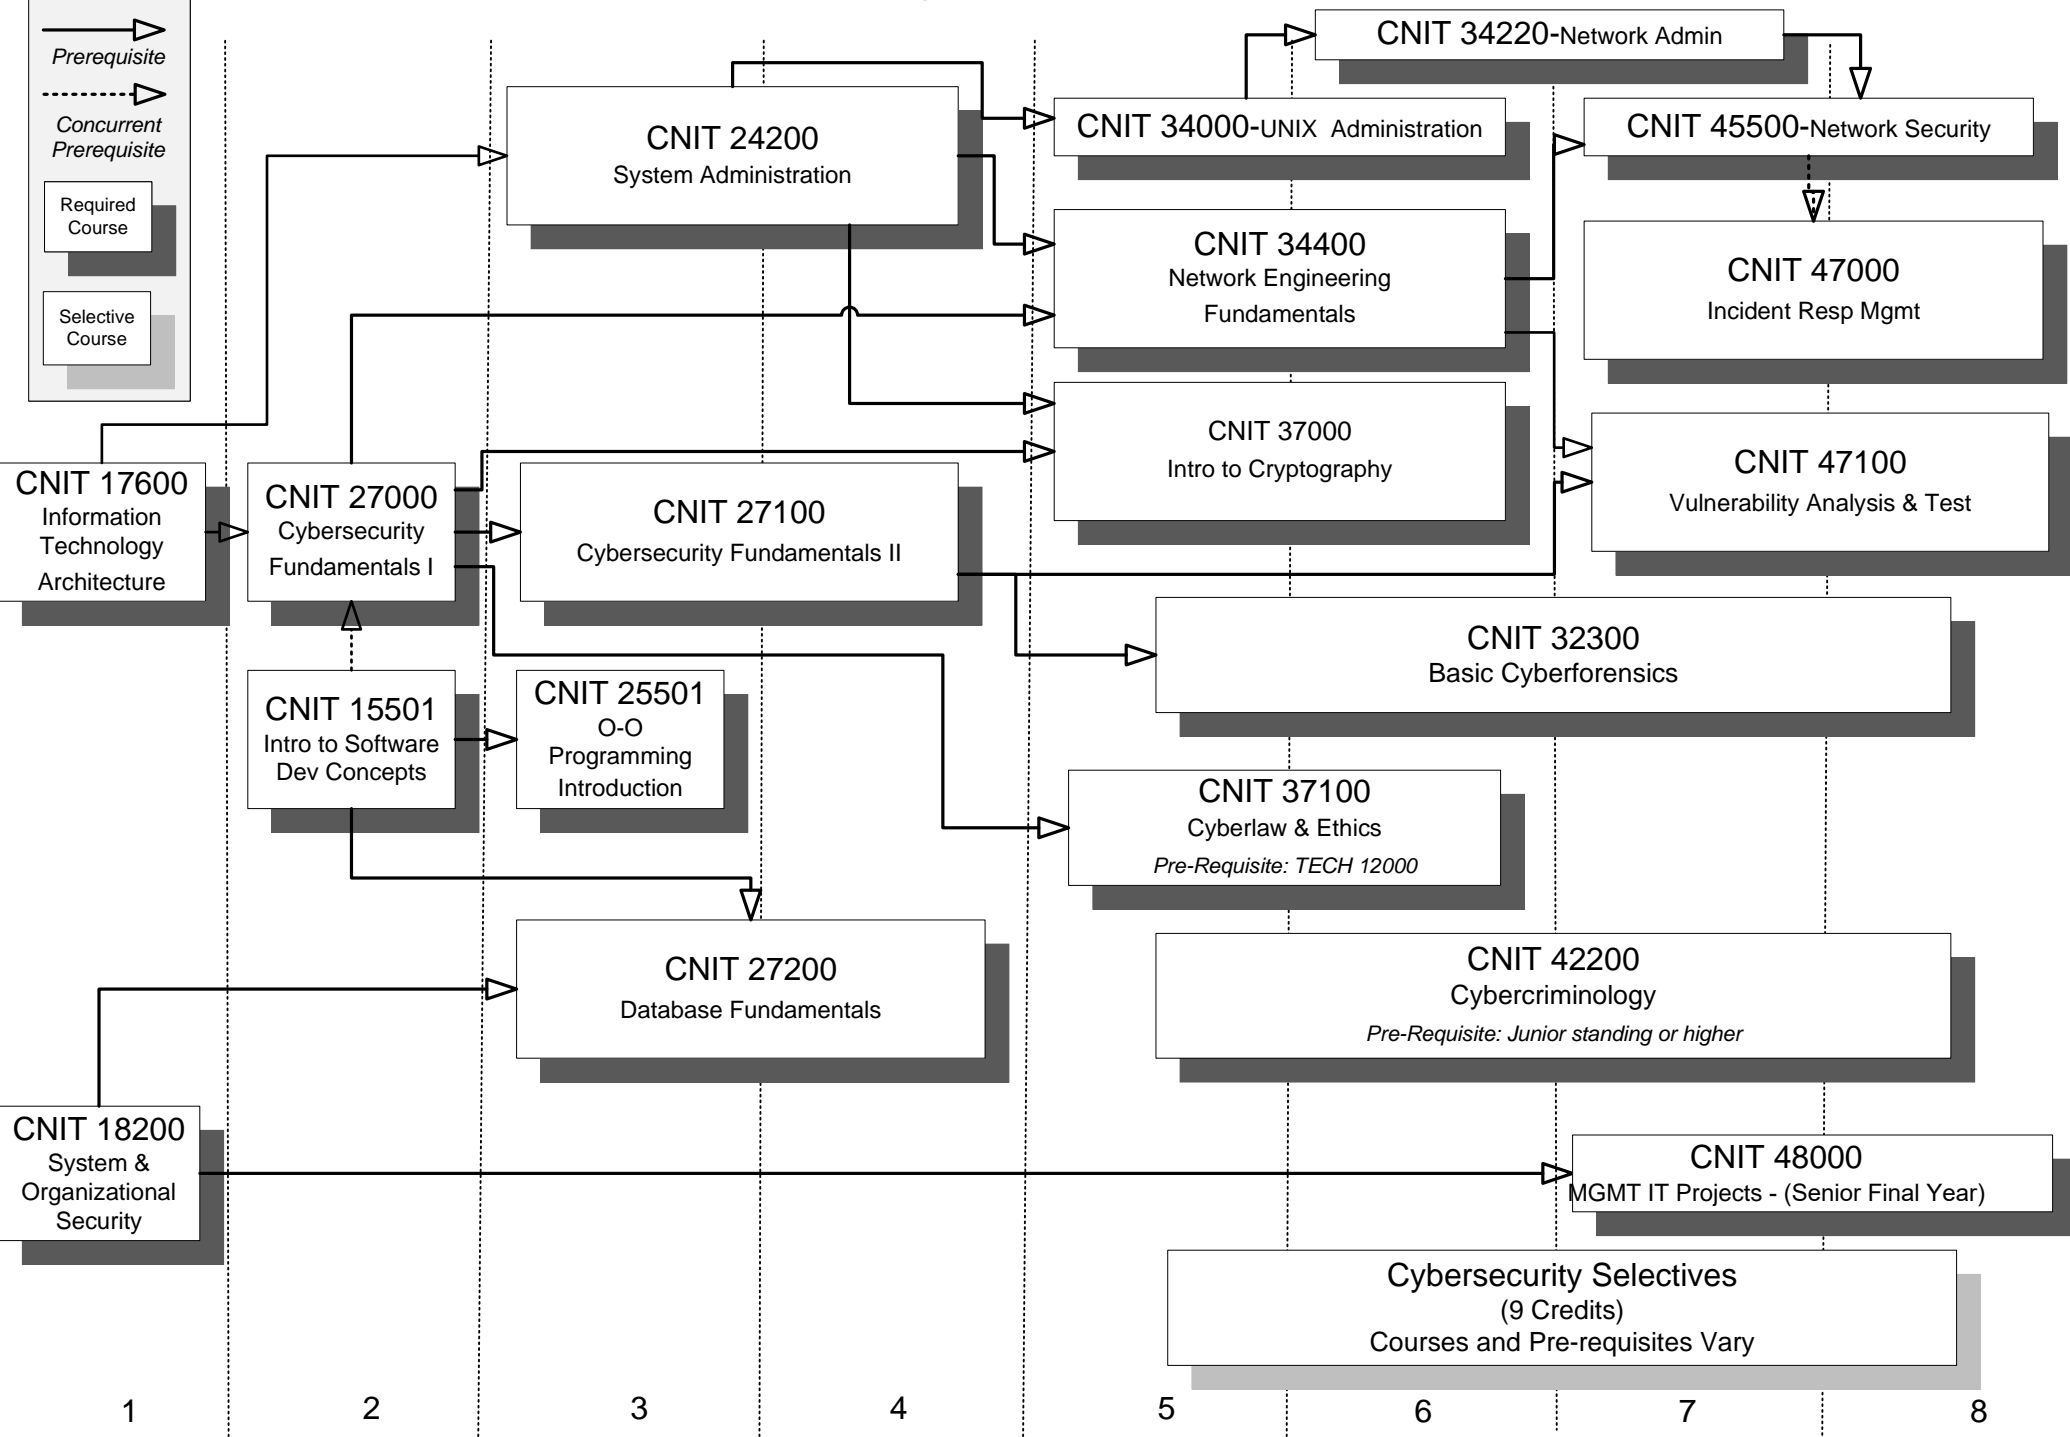 Prerequisite
Concurrent
Prerequisite
Required
Course
Selective
Course
CNIT 34220-Network Admin
CNIT 24200
System Administration
CNIT 34000-UNIX Administration
CNIT 45500-Network Security
CNIT 34400
Network Engineering
Fundamentals
CNIT 47000
Incident Resp Mgmt
CNIT 37000
Intro to Cryptography
CNIT 47100
Vulnerability Analysis & Test
CNIT 17600
Information
Technology
Architecture
CNIT 27000
Cybersecurity
Fundamentals I
CNIT 27100
Cybersecurity Fundamentals II
CNIT 32300
Basic Cyberforensics
CNIT 15501
Intro to Software
Dev Concepts
CNIT 25501
O-O
Programming
Introduction
CNIT 37100
Cyberlaw & Ethics
Pre-Requisite: TECH 12000
CNIT 27200
Database Fundamentals
CNIT 42200
Cybercriminology
Pre-Requisite: Junior standing or higher
CNIT 18200
System &
Organizational
Security
CNIT 48000
MGMT IT Projects - (Senior Final Year)
Cybersecurity Selectives
(9 Credits)
Courses and Pre-requisites Vary
1 2 3 4 5 6 7 8